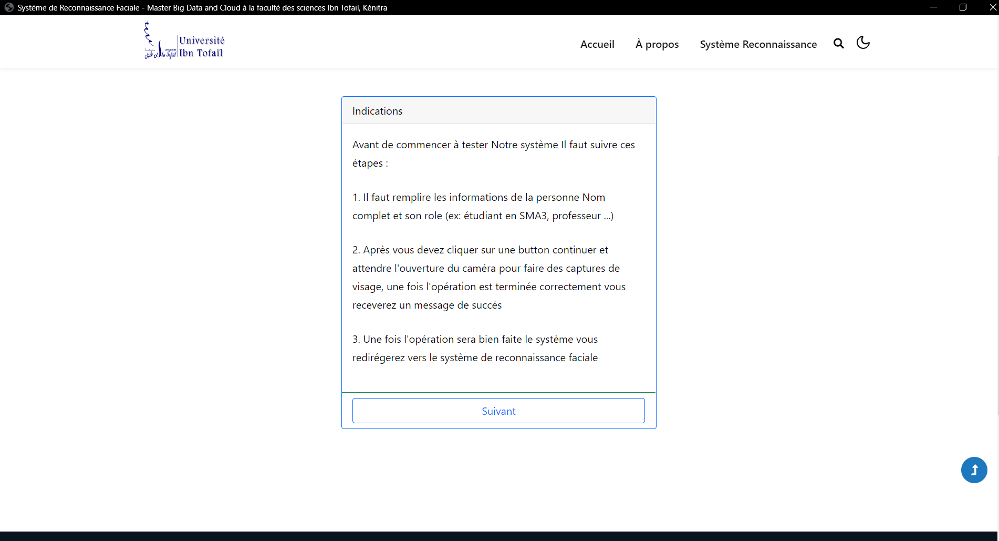 Système de Reconnaissance Faciale - Master Big Data and Cloud à la faculté des sciences Ibn Tofail, Kénitra
Université
Ibn Tofaïl
Accueil
À propos
Système Reconnaissance
Indications
Avant de commencer à tester Notre système Il faut suivre ces
étapes :
1. Il faut remplire les informations de la personne Nom
complet et son role (ex: étudiant en SMA3, professeur ...)
2. Après vous devez cliquer sur une button continuer et
attendre l'ouverture du caméra pour faire des captures de
visage, une fois l'opération est terminée correctement vous
receverez un message de succés
3. Une fois l'opération sera bien faite le système vous
redirégerez vers le système de reconnaissance faciale
Suivant